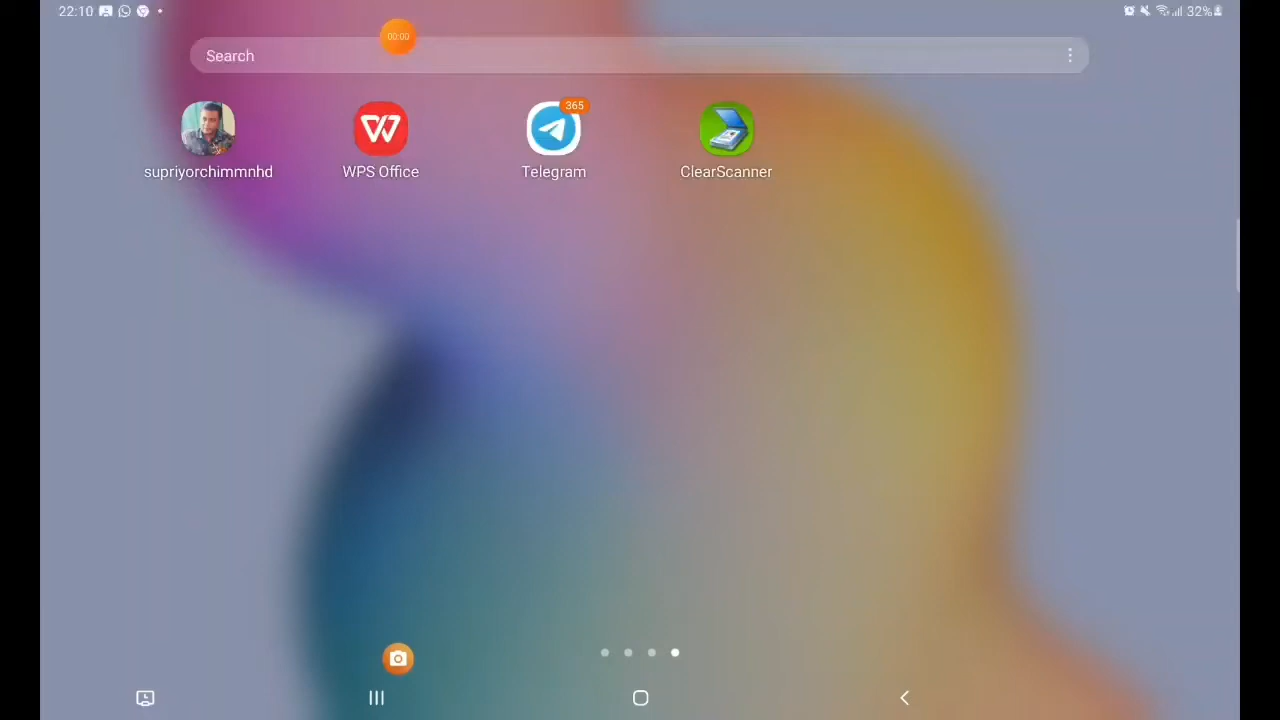 22:10
32%
00:00
Search
365
supriyorchimmnhd
WPS Office
Telegram
ClearScanner